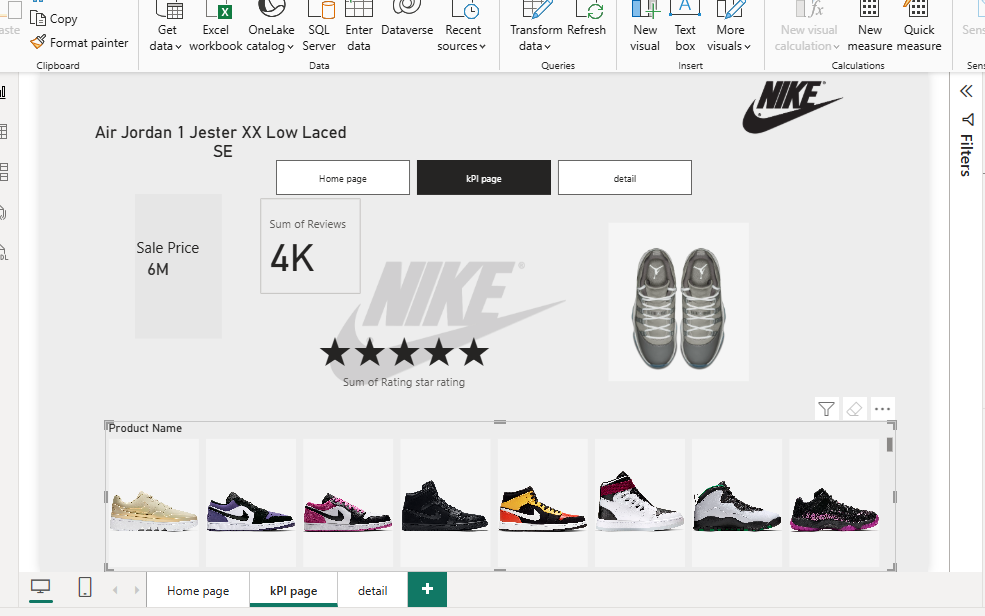 Copy
Format painter
Clipboard
Get
data
Excel
workbook
OneLake
catalog
SQL
Server
Enter
data
Dataverse
Recent
sources
Data
Transform
data
Refresh
Queries
New
visual
Text
box
More
visuals
Insert
New visual
calculation
New
measure
Quick
measure
Calculations
NIKE
Air Jordan 1 Jester XX Low Laced
SE
Home page
kPI page
detail
Filters
Sale Price
6M
Sum of Reviews
4K
NIKE
Sum of Rating star rating
Product Name
Home page
kPI page
detail